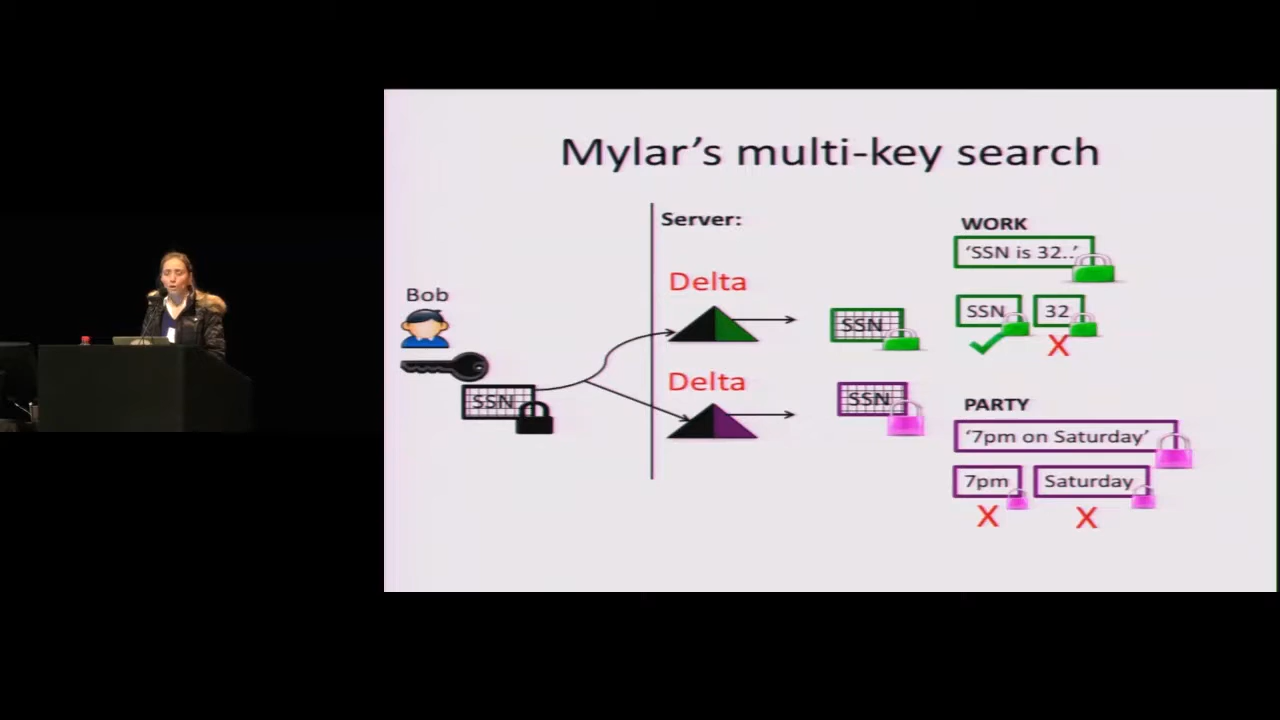 Mylar's multi-key search
Server:
Bob
SSN
Delta
SSN
Delta
SSN
WORK
'SSN is 32..'
SSN 32
X
PARTY
'7pm on Saturday'
7pm Saturday
X X